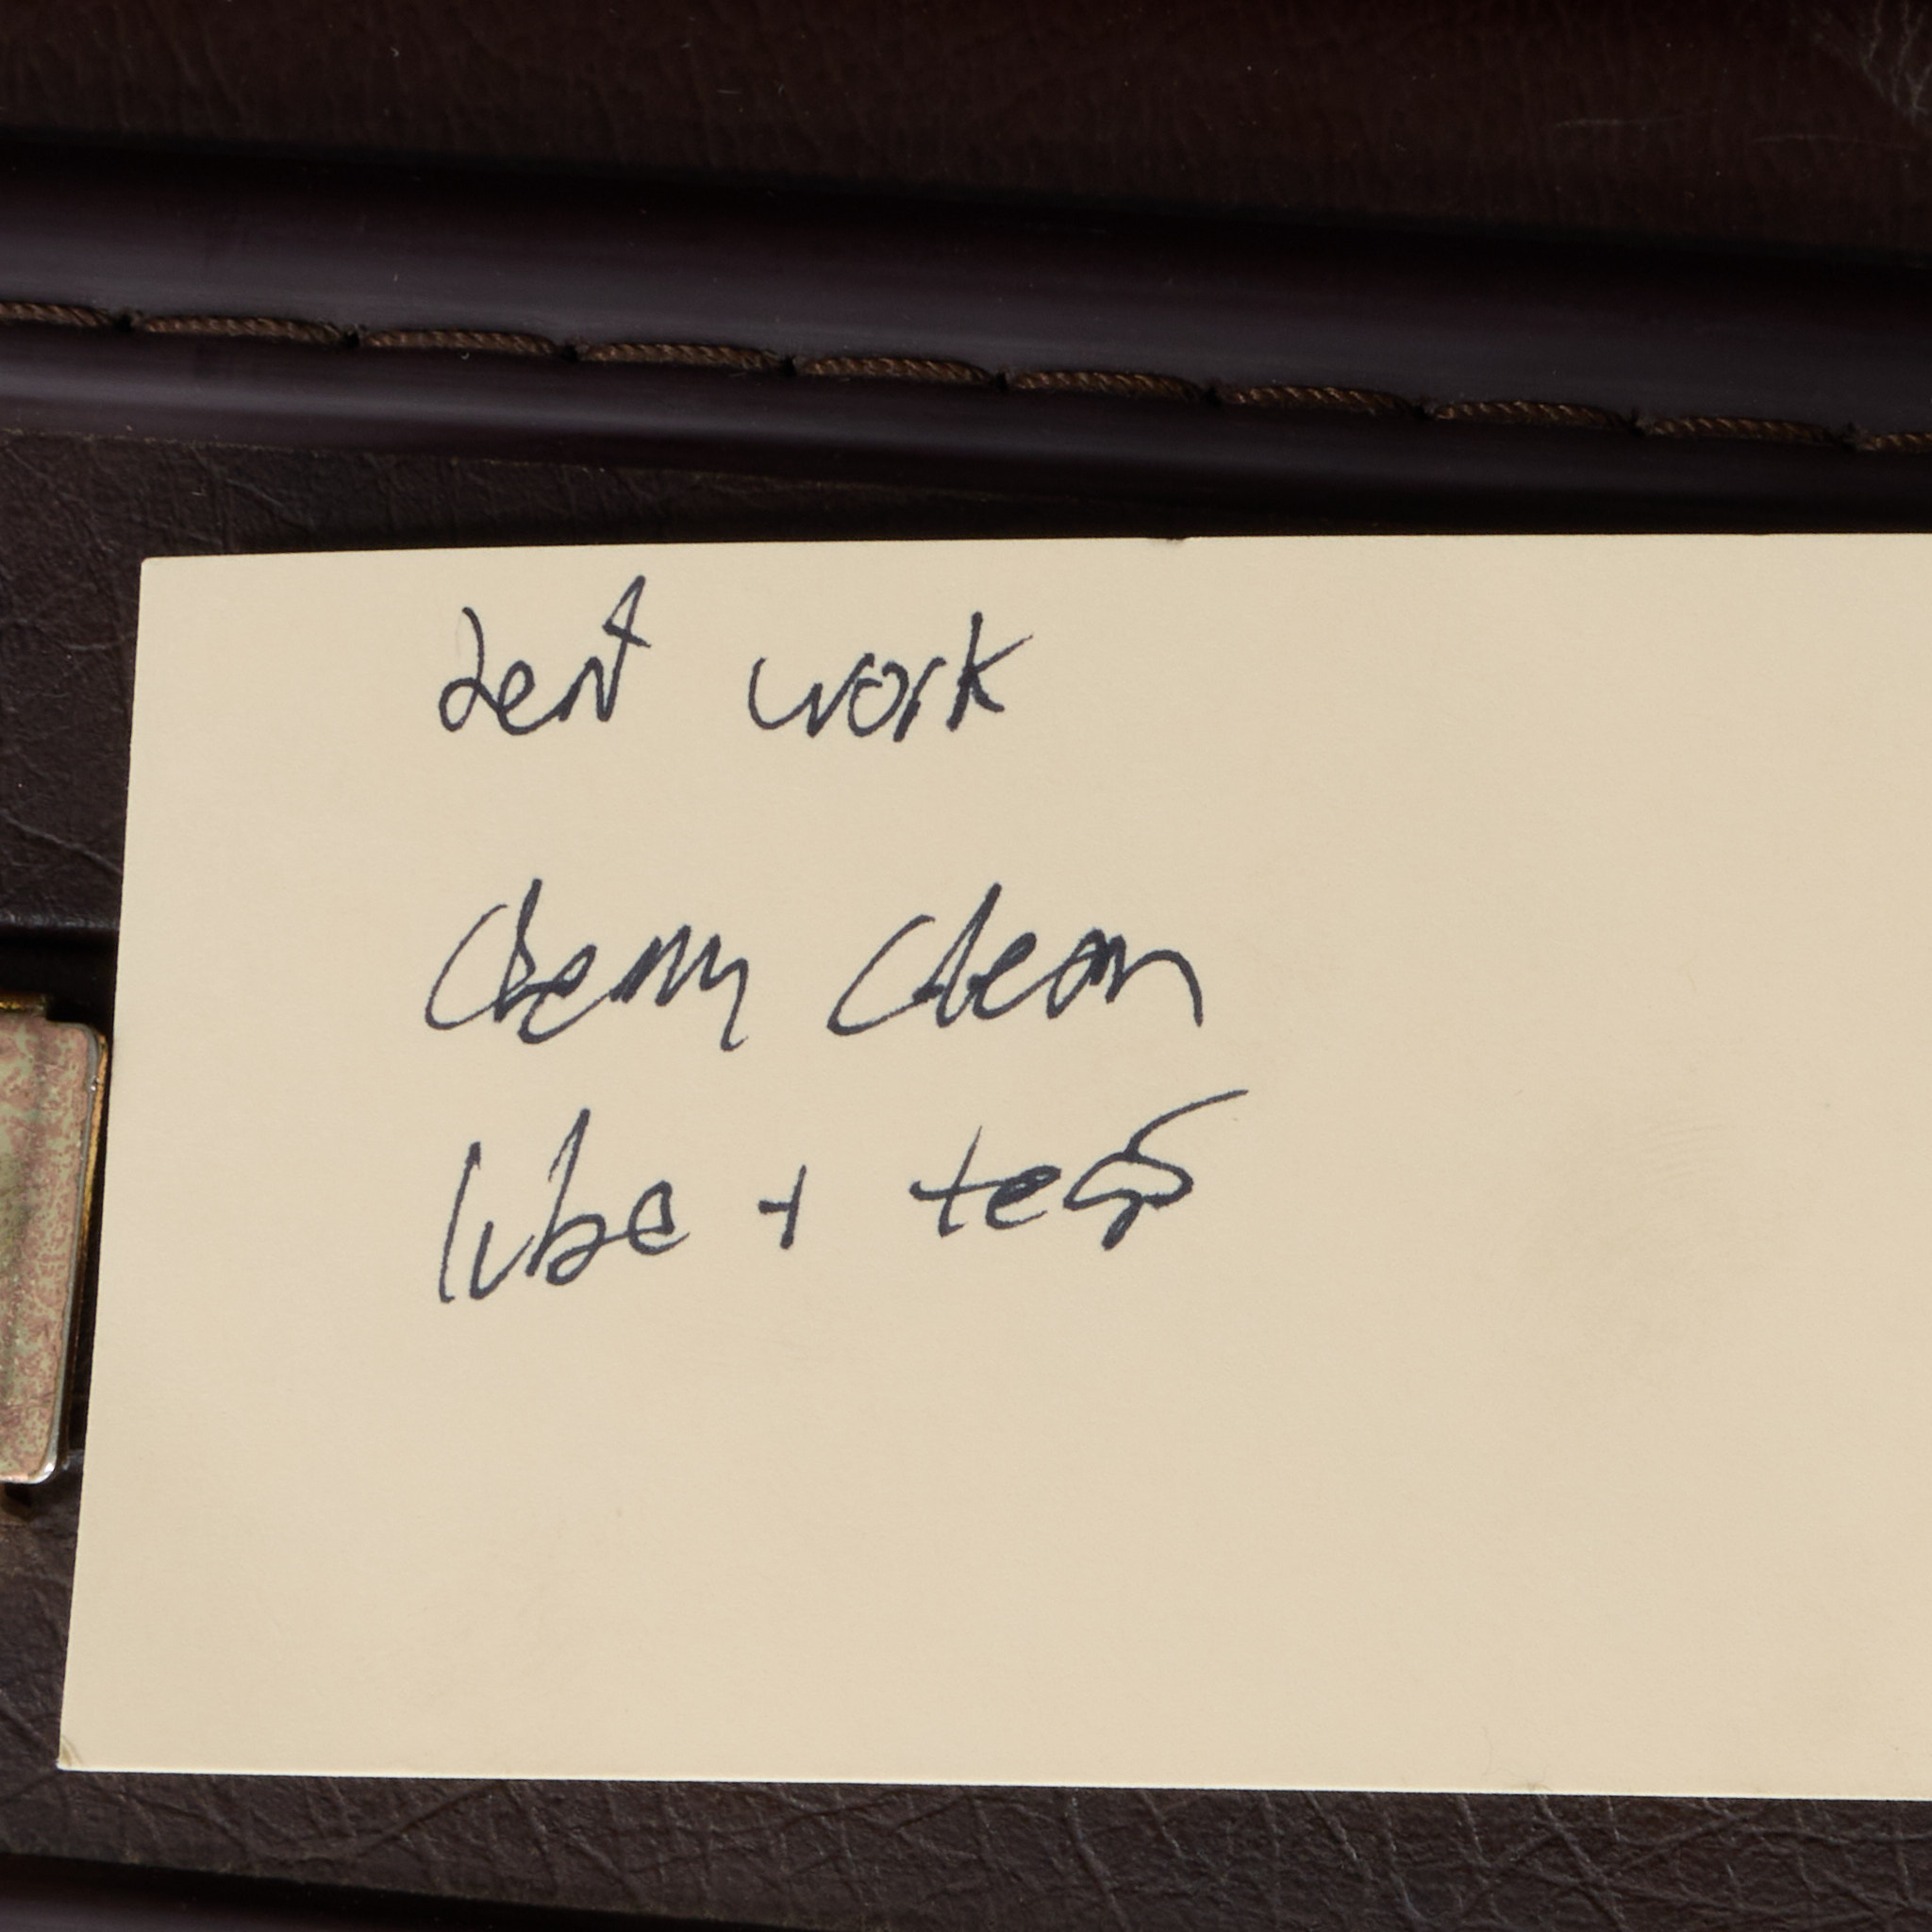 dent work
chem clean
lube + test